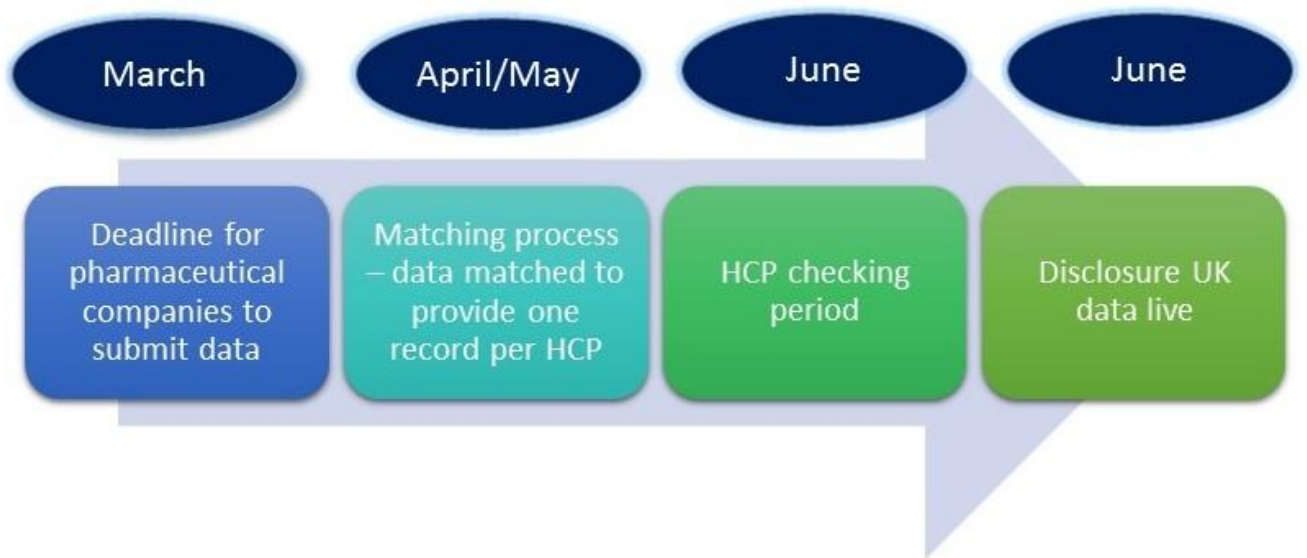 March
April/May
June
June
Deadline for
pharmaceutical
companies to
submit data
Matching process
– data matched to
provide one
record per HCP
HCP checking
period
Disclosure UK
data live